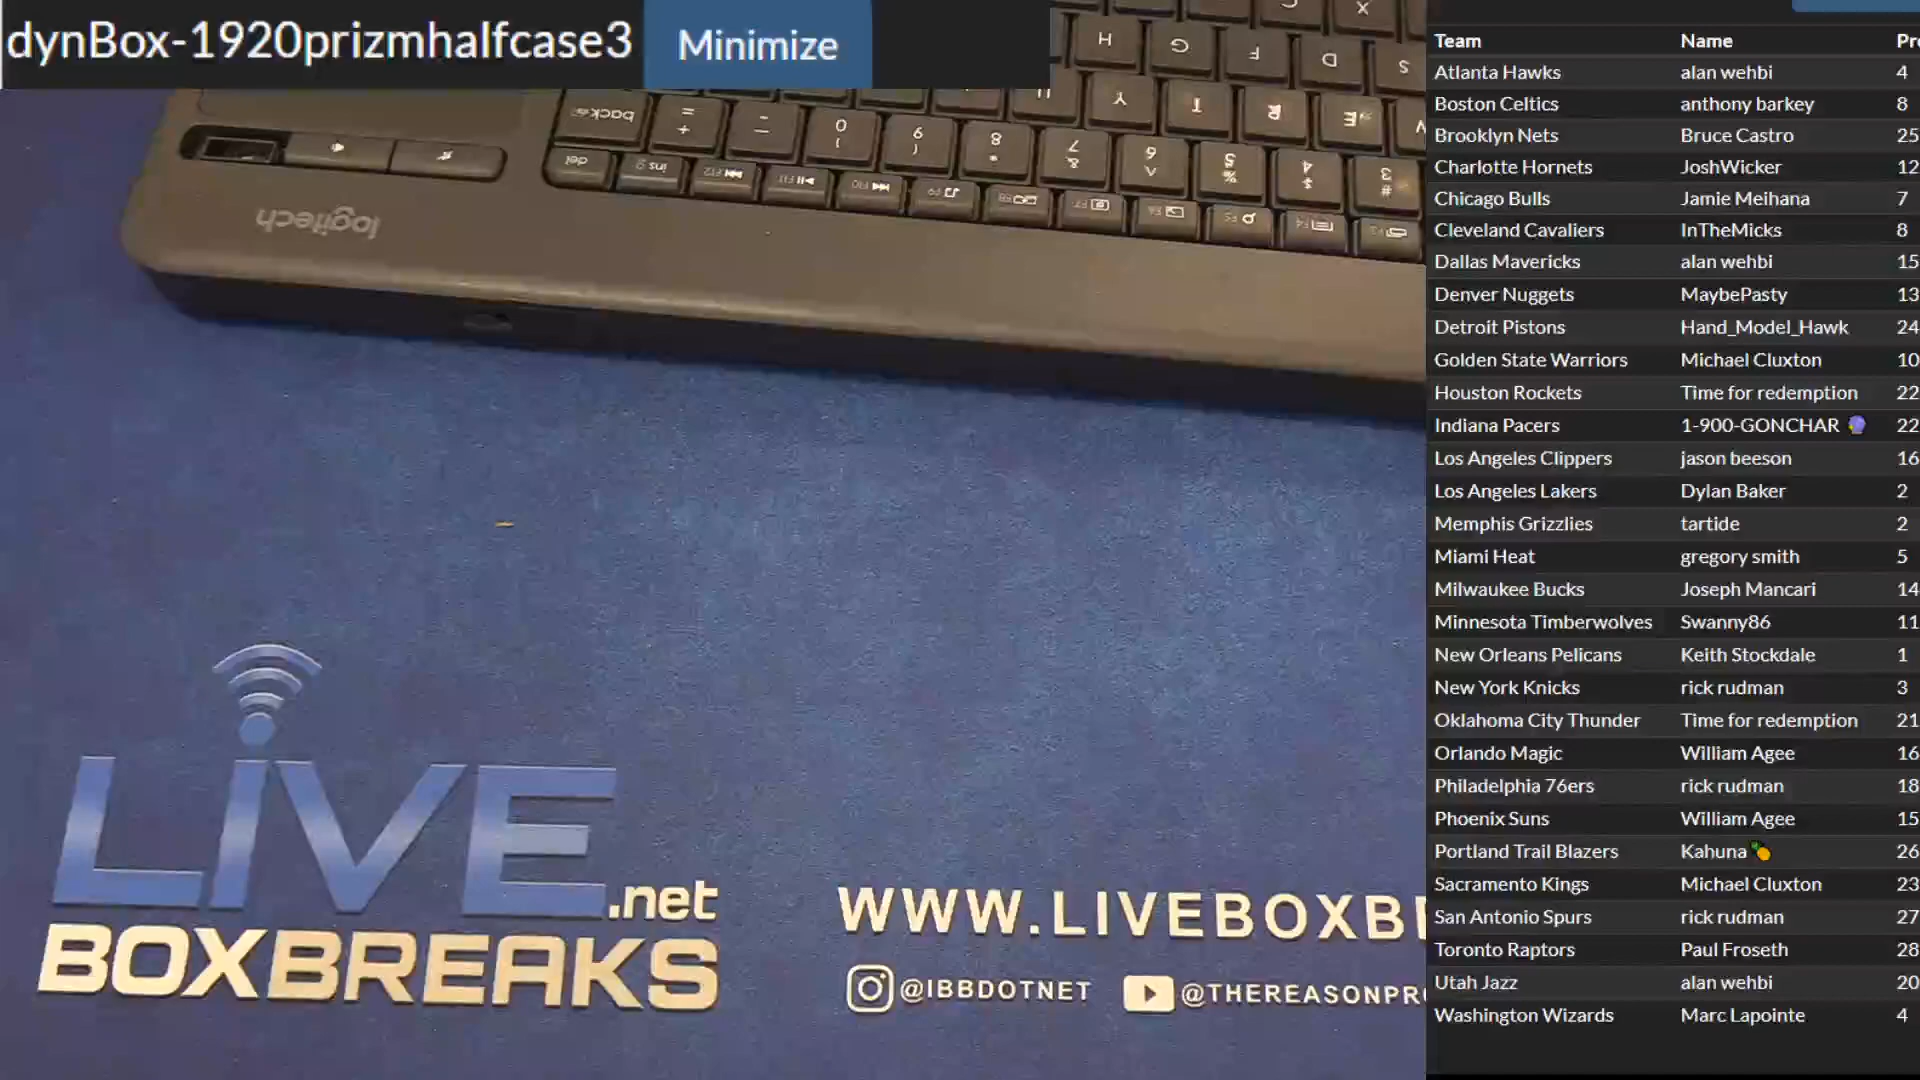 dynBox-1920prizmhalfcase3 Minimize
Team Name
Atlanta Hawks alan wehbi 4
Boston Celtics anthony barkey 8
Brooklyn Nets Bruce Castro 25
Charlotte Hornets JoshWicker 12
Chicago Bulls Jamie Meihana 7
Cleveland Cavaliers InTheMicks 8
Dallas Mavericks alan wehbi 15
Denver Nuggets MaybePasty 13
Detroit Pistons Hand_Model_Hawk 24
Golden State Warriors Michael Cluxton 10
Houston Rockets Time for redemption 22
Indiana Pacers 1-900-GONCHAR 🔮 22
Los Angeles Clippers jason beeson 16
Los Angeles Lakers Dylan Baker 2
Memphis Grizzlies tartide 2
Miami Heat gregory smith 5
Milwaukee Bucks Joseph Mancari 14
Minnesota Timberwolves Swanny86 11
New Orleans Pelicans Keith Stockdale 1
New York Knicks rick rudman 3
Oklahoma City Thunder Time for redemption 21
Orlando Magic William Agee 16
Philadelphia 76ers rick rudman 18
Phoenix Suns William Agee 15
Portland Trail Blazers Kahuna🍍 26
Sacramento Kings Michael Cluxton 23
San Antonio Spurs rick rudman 27
Toronto Raptors Paul Froseth 28
Utah Jazz alan wehbi 20
Washington Wizards Marc Lapointe 4
logitech
LIVE.net
BOXBREAKS
WWW.LIVEBOXB
@IBBDOTNET @THEREASONPR